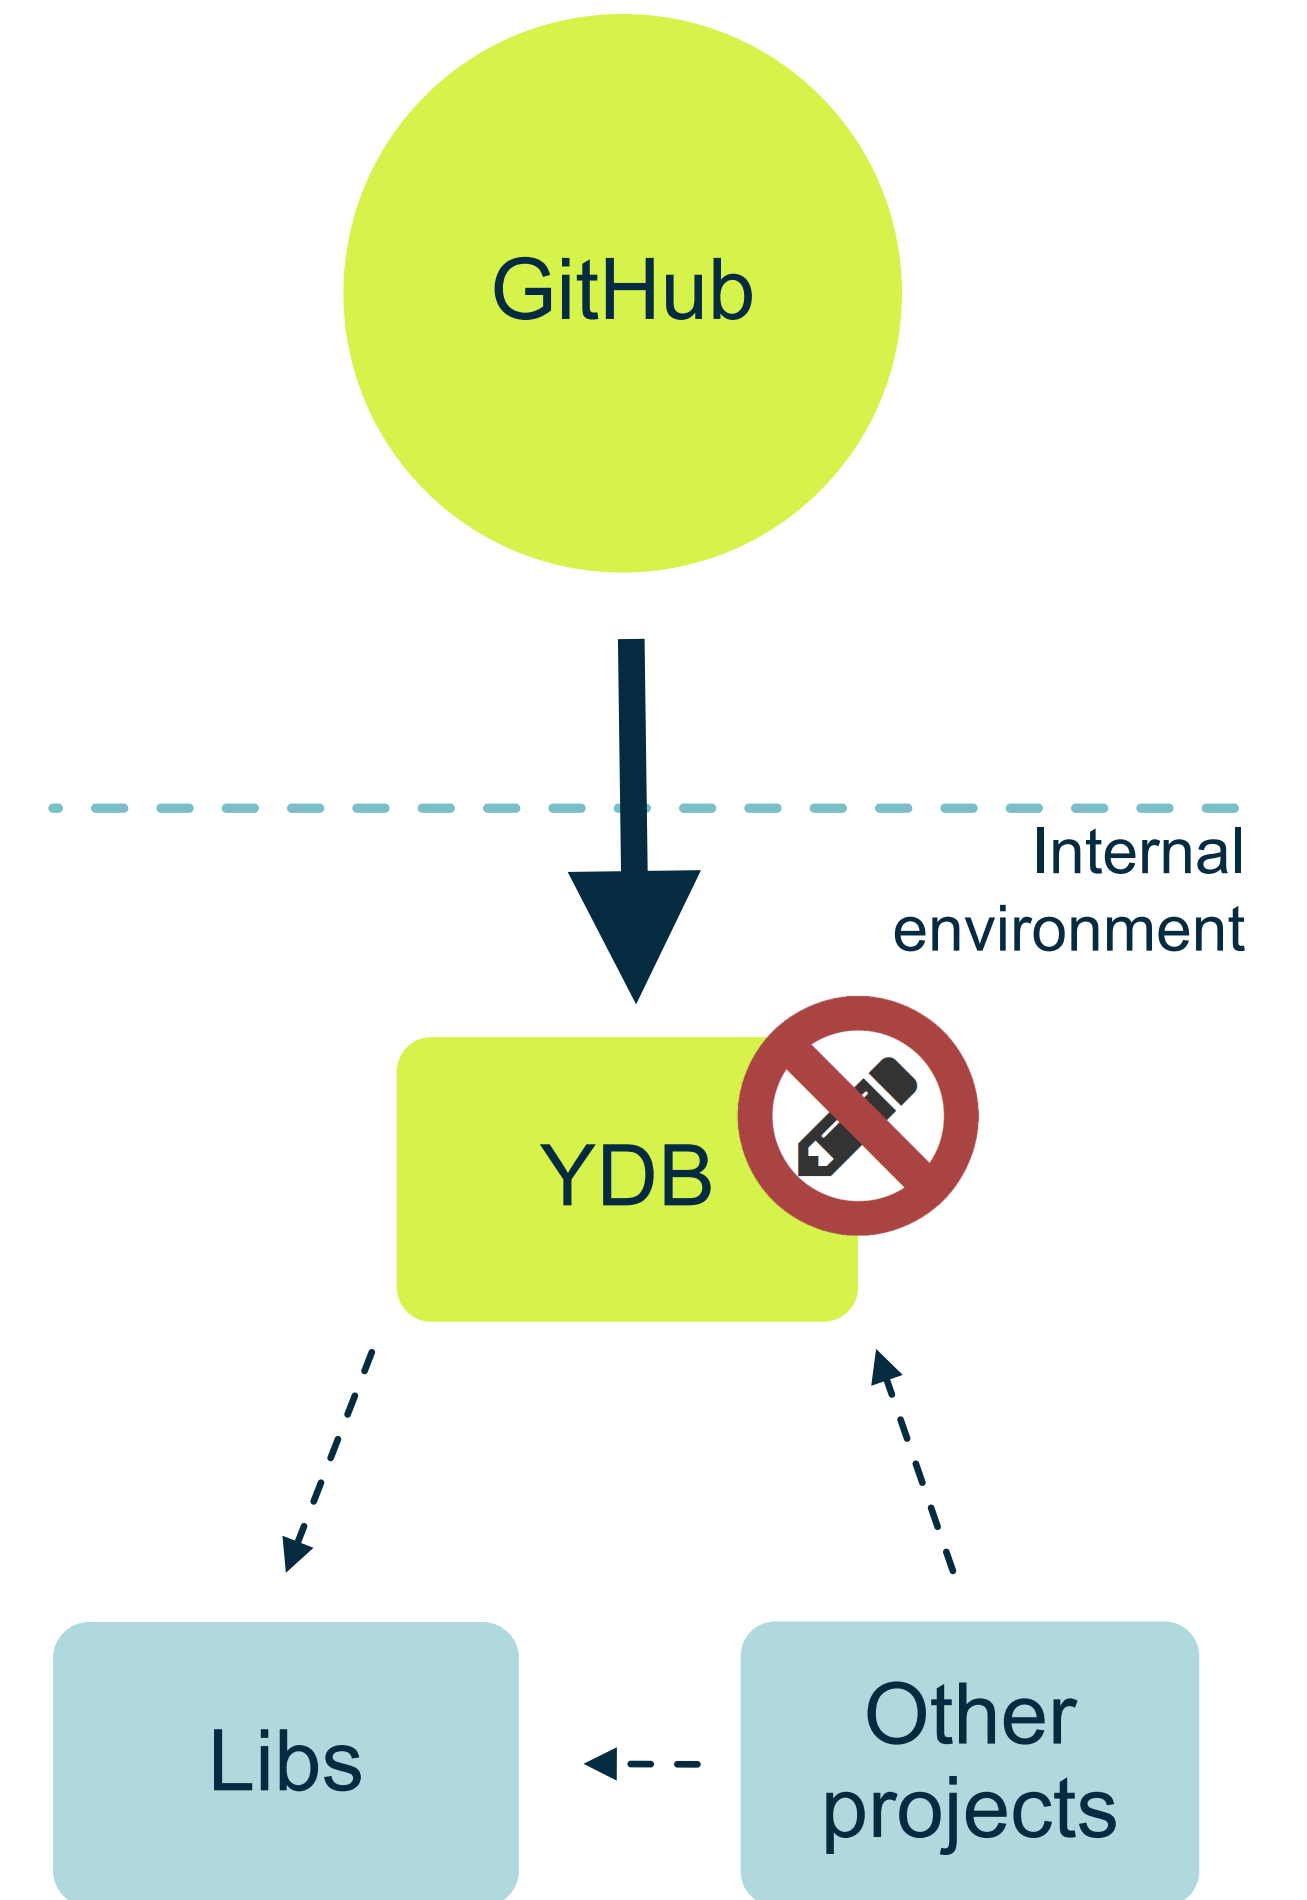 GitHub
Internal
environment
YDB
Libs
Other
projects